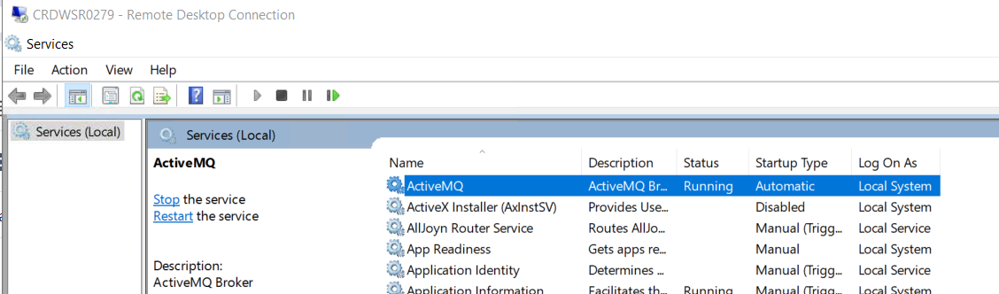 CRDWSR0279 - Remote Desktop Connection
Services
File Action View Help
Services (Local)
Services (Local)
ActiveMQ
Stop the service
Restart the service
Description:
ActiveMQ Broker
Name Description Status Startup Type Log On As
ActiveMQ ActiveMQ Br... Running Automatic Local System
ActiveX Installer (AxInstSV) Provides Use... Disabled Local System
AllJoyn Router Service Routes AllJo... Manual (Trigg... Local Service
App Readiness Gets apps re... Manual Local System
Application Identity Determines ... Manual (Trigg... Local Service
Application Information Facilitates th... Running Manual (Trigg... Local System